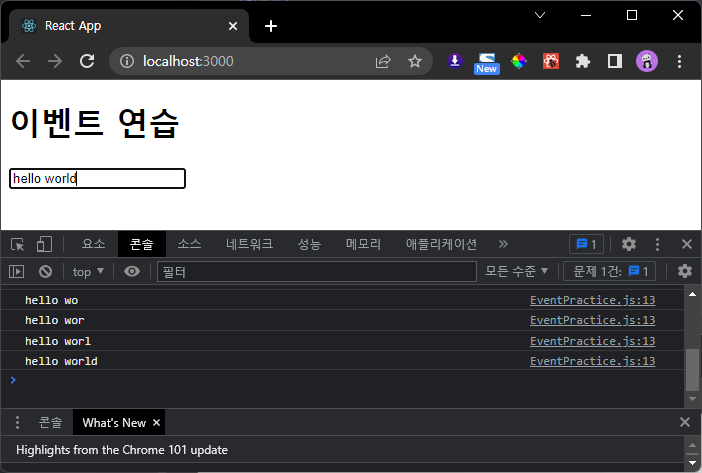 React App
localhost:3000
New
이벤트 연습
hello world
요소 콘솔 소스 네트워크 성능 메모리 애플리케이션 » 1
top 필터 모든 수준 문제 1건: 1
hello wo EventPractice.js:13
hello wor EventPractice.js:13
hello worl EventPractice.js:13
hello world EventPractice.js:13
콘솔 What's New
Highlights from the Chrome 101 update